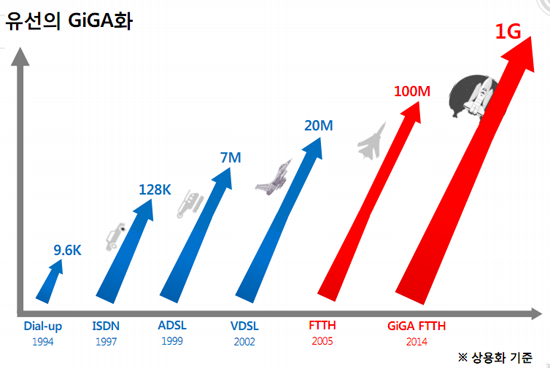 유선의 GiGA화
1G
100M
20M
7M
128K
9.6K
Dial-up ISDN ADSL VDSL FTTH GiGA FTTH
1994 1997 1999 2002 2005 2014
※ 상용화 기준